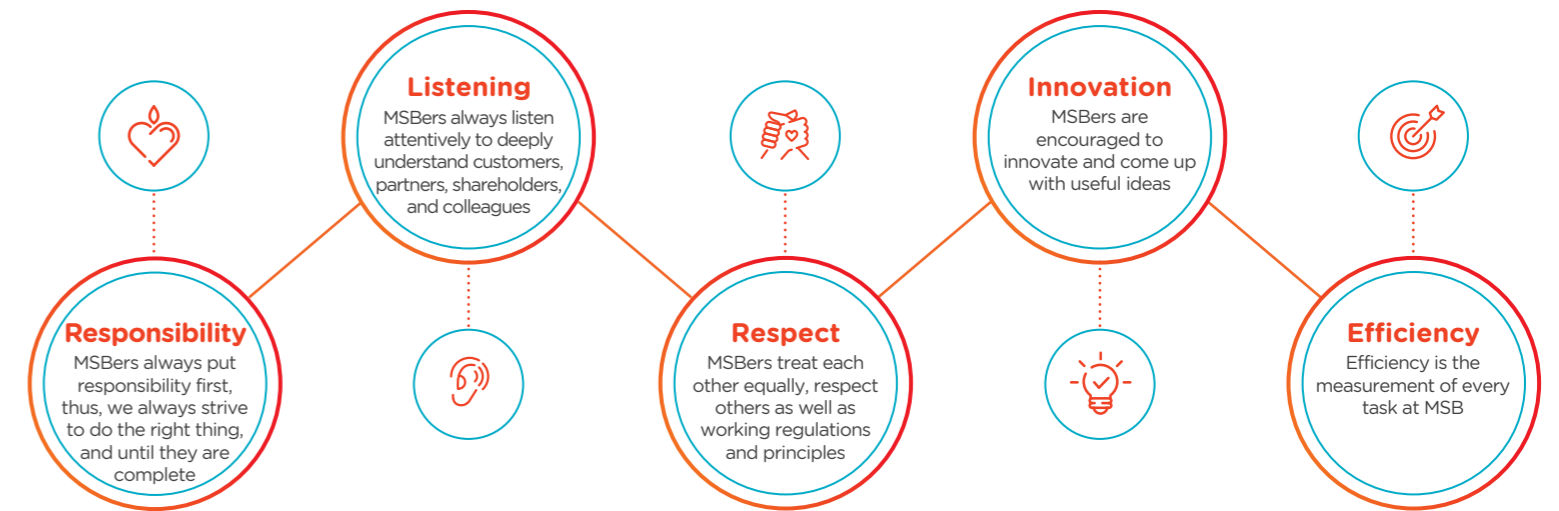 Responsibility
MSBers always put
responsibility first,
thus, we always strive
to do the right thing,
and until they are
complete
Listening
MSBers always listen
attentively to deeply
understand customers,
partners, shareholders,
and colleagues
Respect
MSBers treat each
other equally, respect
others as well as
working regulations
and principles
Innovation
MSBers are
encouraged to
innovate and come up
with useful ideas
Efficiency
Efficiency is the
measurement of every
task at MSB